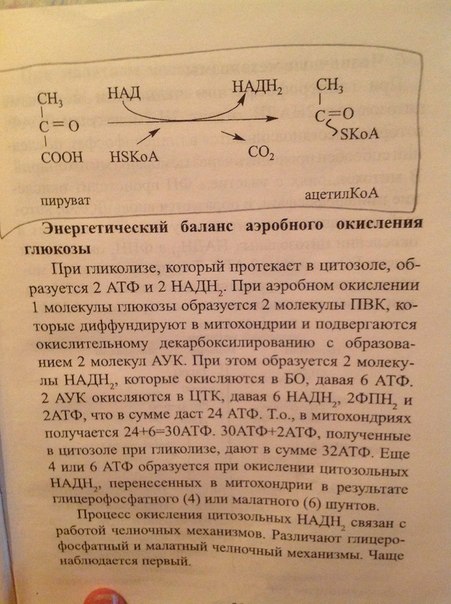 CH₃ НАД НАДН₂ CH₃
C=O C=O
SKoA
COOH HSKoA CO₂
пируват ацетилКоА
Энергетический баланс аэробного окисления
глюкозы
При гликолизе, который протекает в цитозоле, об-
разуется 2 АТФ и 2 НАДН₂. При аэробном окислении
1 молекулы глюкозы образуется 2 молекулы ПВК, ко-
торые диффундируют в митохондрии и подвергаются
окислительному декарбоксилированию с образова-
нием 2 молекул АУК. При этом образуется 2 молеку-
лы НАДН₂, которые окисляются в БО, давая 6 АТФ.
2 АУК окисляются в ЦТК, давая 6 НАДН₂, 2ФПН₂ и
2АТФ, что в сумме даст 24 АТФ. Т.о., в митохондриях
получается 24+6=30АТФ. 30АТФ+2АТФ, полученные
в цитозоле при гликолизе, дают в сумме 32АТФ. Еще
4 или 6 АТФ образуется при окислении цитозольных
НАДН₂, перенесенных в митохондрии в результате
глицерофосфатного (4) или малатного (6) шунтов.
Процесс окисления цитозольных НАДН₂ связан с
работой челночных механизмов. Различают глицеро-
фосфатный и малатный челночный механизмы. Чаще
наблюдается первый.